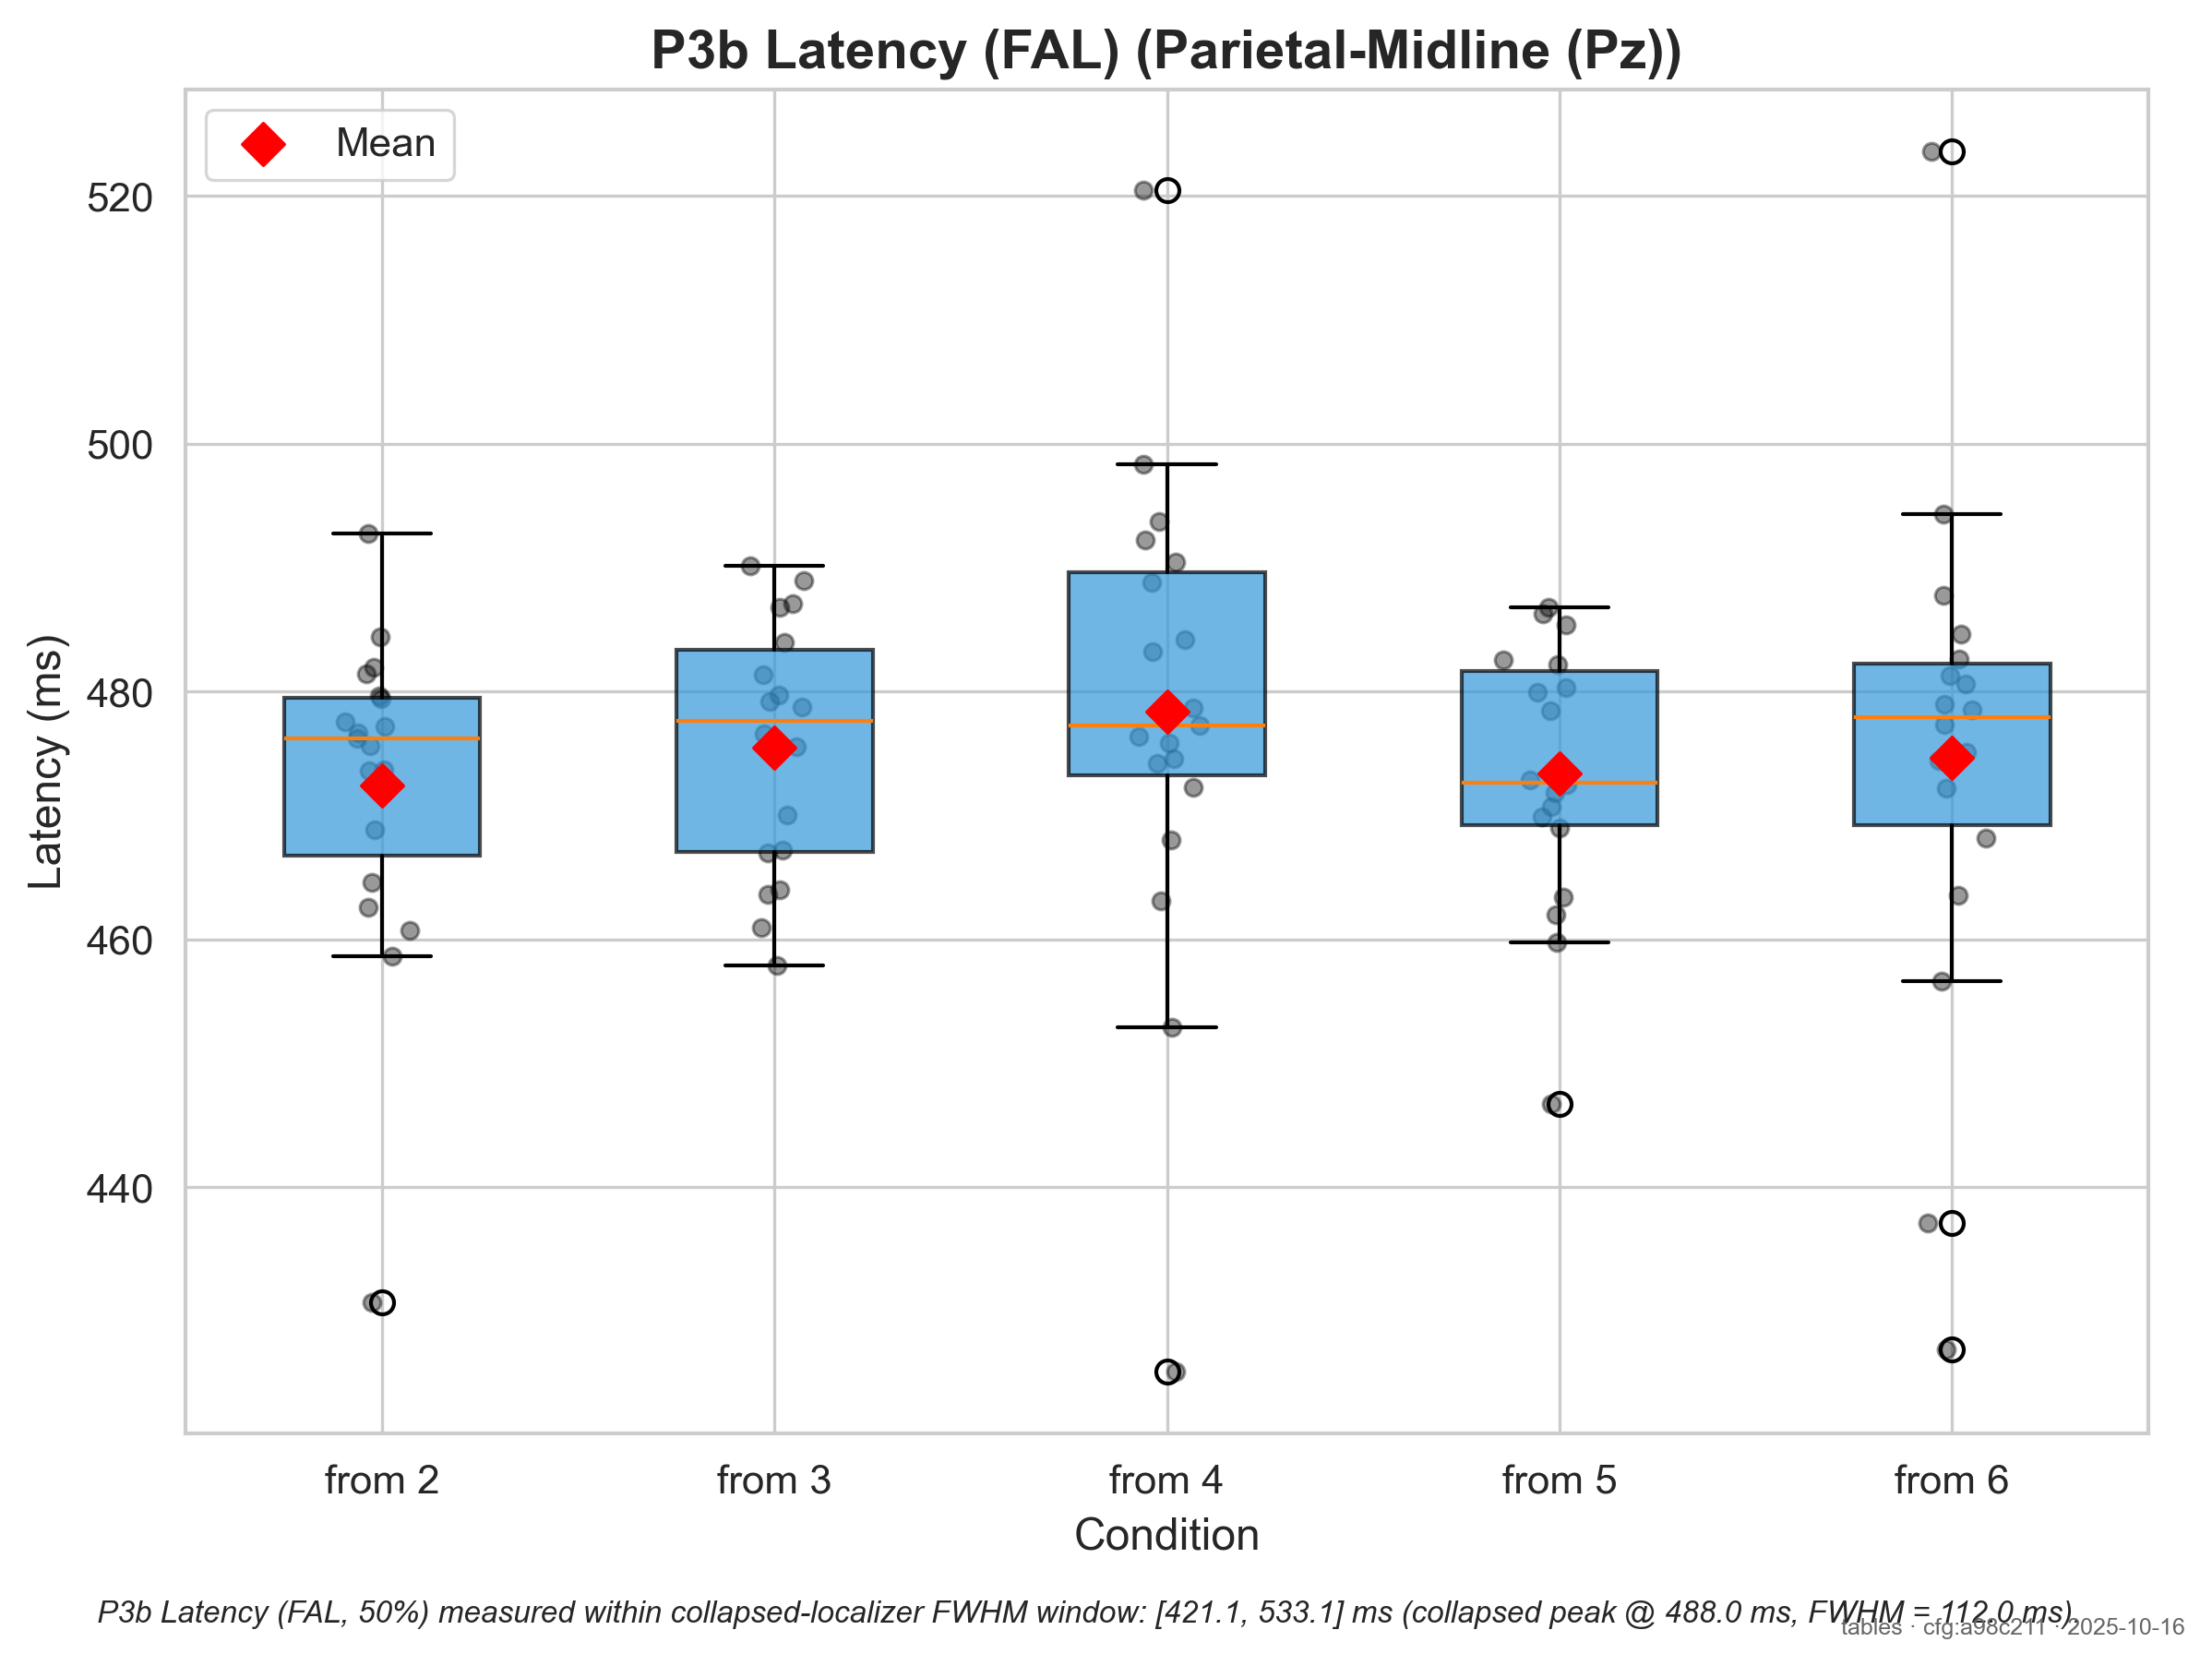 P3b Latency (FAL) (Parietal-Midline (Pz))
Mean
520
500
480
460
440
Latency (ms)
from 2 from 3 from 4 from 5 from 6
Condition
P3b Latency (FAL, 50%) measured within collapsed-localizer FWHM window: [421.1, 533.1] ms (collapsed peak @ 488.0 ms, FWHM = 112.0 ms).
tables · cfg:a98c211 · 2025-10-16